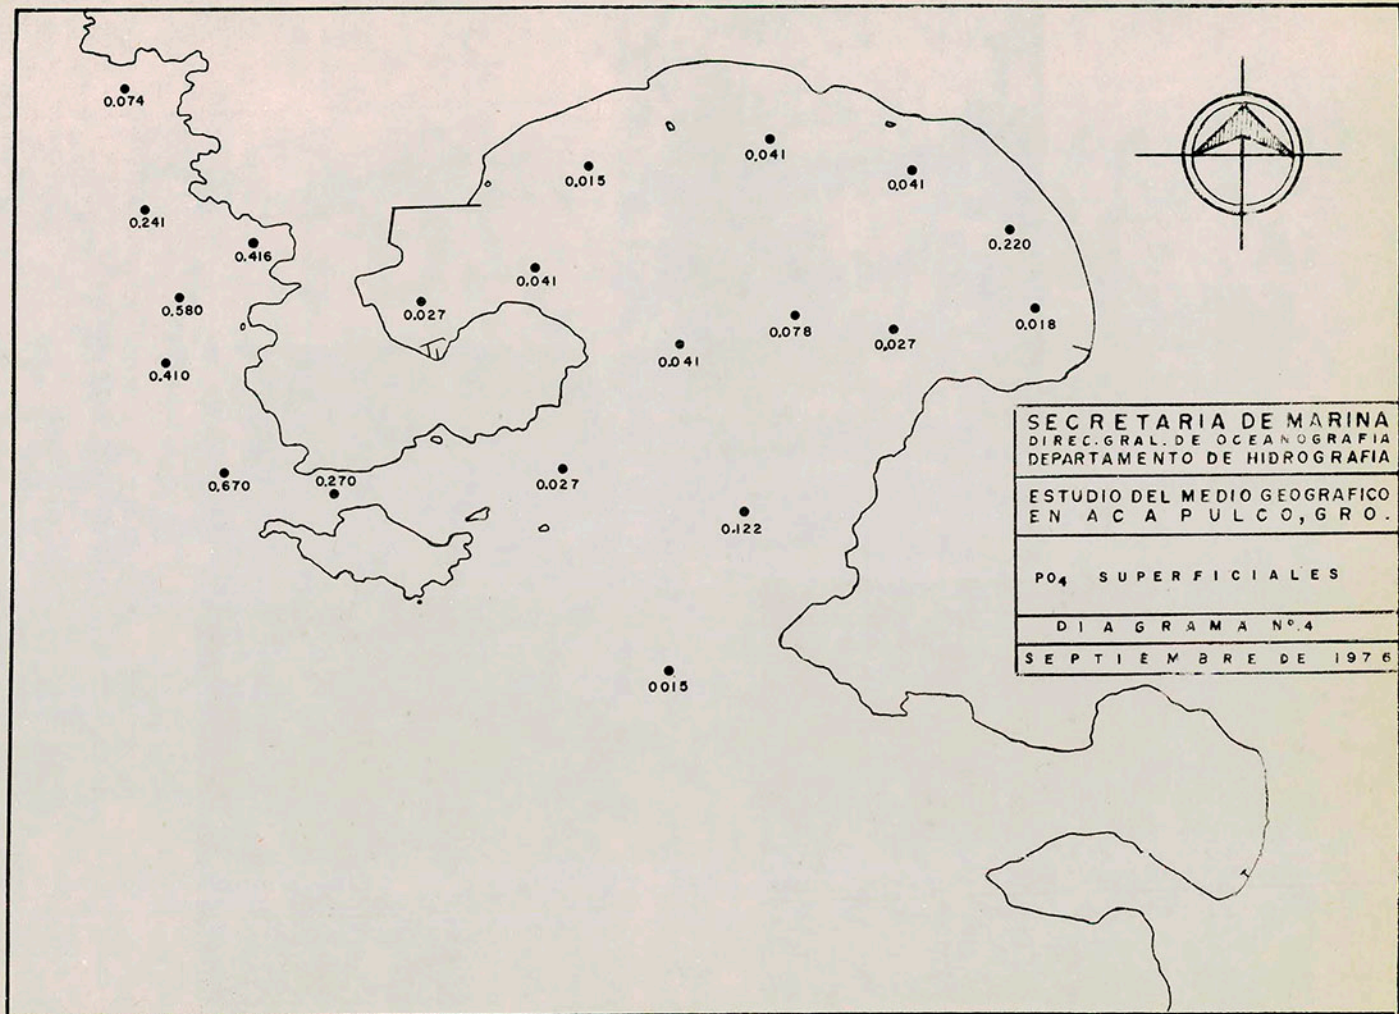 0.074
0.041
0.015
0.041
0.241
0.220
0.416
0.041
0.580
0.027
0.018
0.078
0.027
0.041
0.410
SECRETARIA DE MARINA
DIREC. GRAL. DE OCEANOGRAFIA
DEPARTAMENTO DE HIDROGRAFIA
0.670
0.270
0.027
ESTUDIO DEL MEDIO GEOGRAFICO
EN ACAPULCO, GRO.
0.122
PO4 SUPERFICIALES
DIAGRAMA Nº.4
SEPTIEMBRE DE 1976
0015